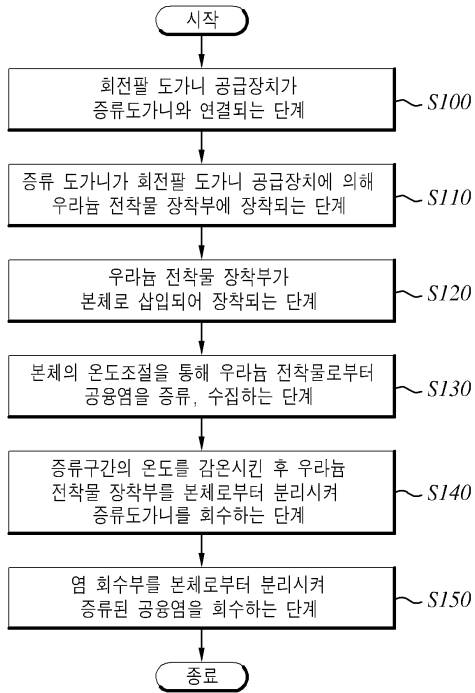 시작
회전팔 도가니 공급장치가
증류도가니와 연결되는 단계
S100
증류 도가니가 회전팔 도가니 공급장치에 의해
우라늄 전착물 장착부에 장착되는 단계
S110
우라늄 전착물 장착부가
본체로 삽입되어 장착되는 단계
S120
본체의 온도조절을 통해 우라늄 전착물로부터
공융염을 증류, 수집하는 단계
S130
증류구간의 온도를 감온시킨 후 우라늄
전착물 장착부를 본체로부터 분리시켜
증류도가니를 회수하는 단계
S140
염 회수부를 본체로부터 분리시켜
증류된 공융염을 회수하는 단계
S150
종료